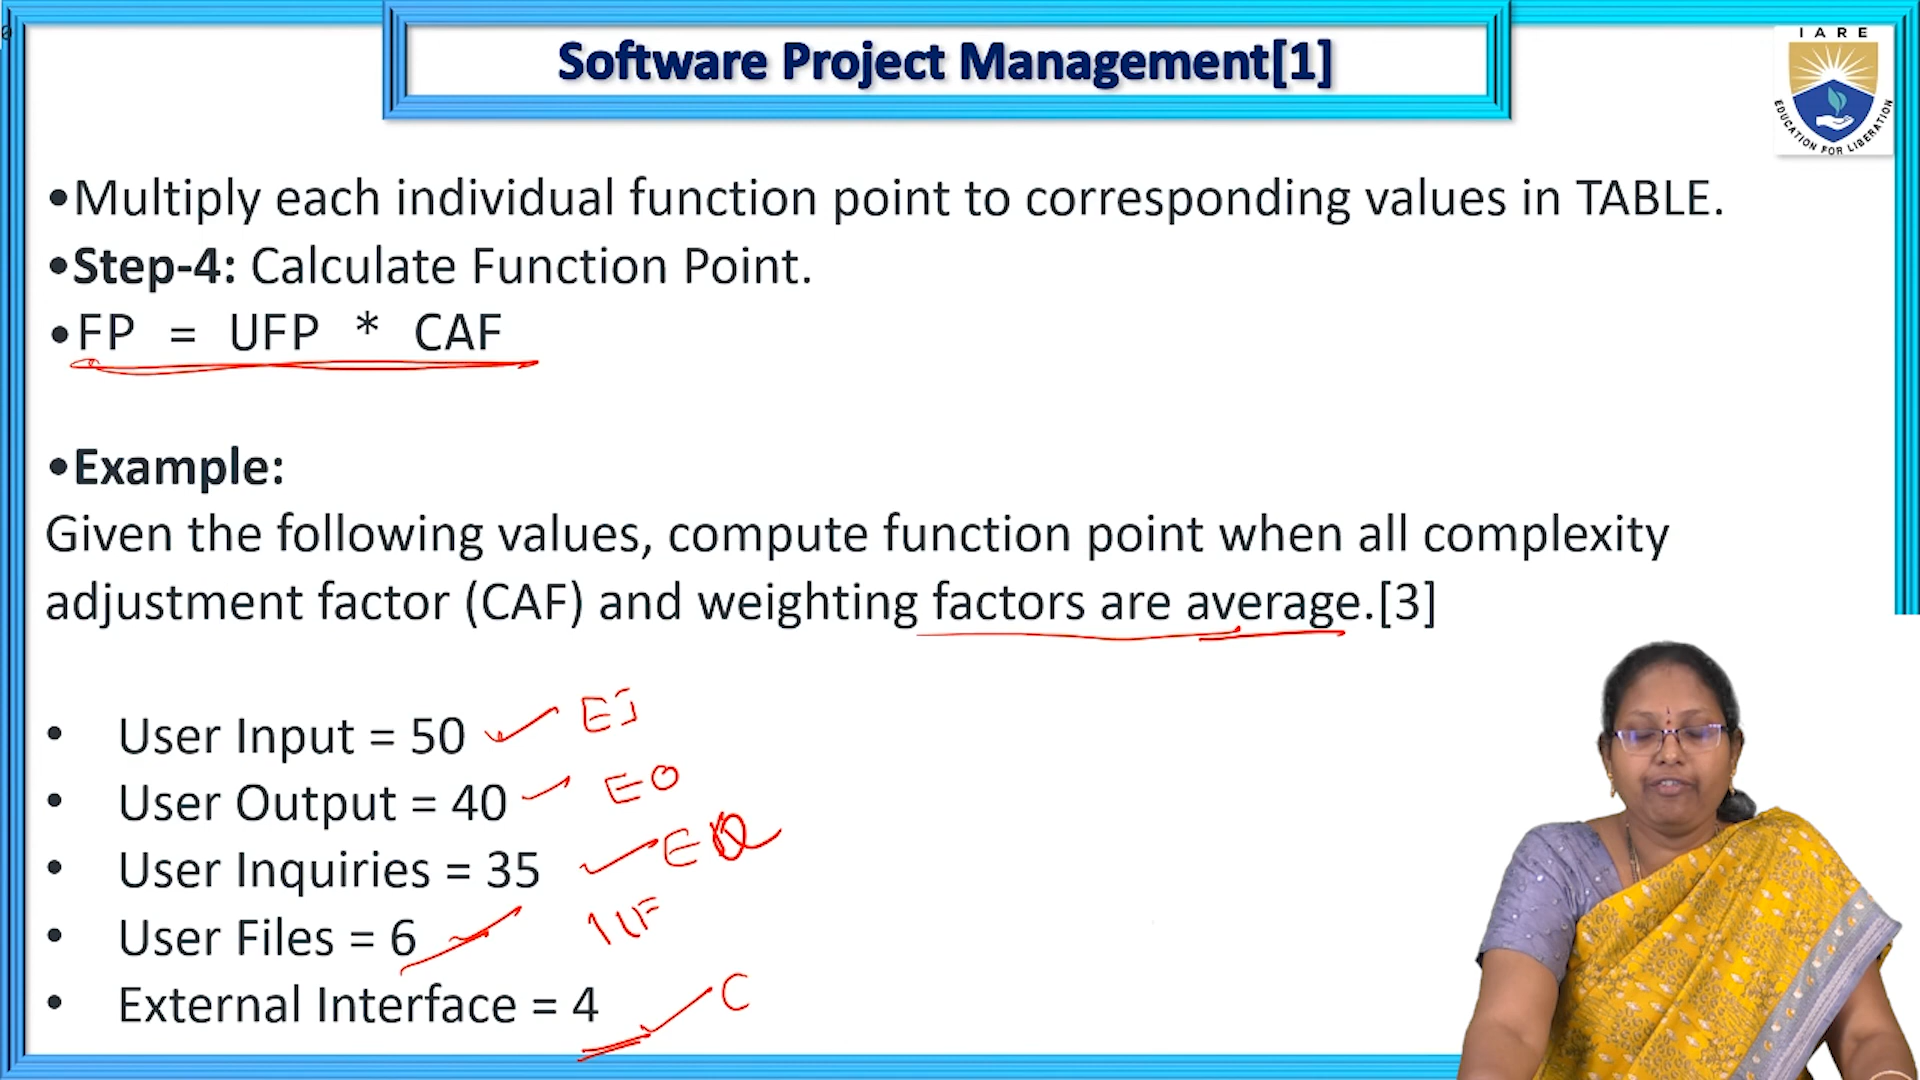 Software Project Management[1]
IARE
EDUCATION FOR LIBERATION
•Multiply each individual function point to corresponding values in TABLE.
•Step-4: Calculate Function Point.
•FP = UFP * CAF
•Example:
Given the following values, compute function point when all complexity
adjustment factor (CAF) and weighting factors are average.[3]
• User Input = 50 EI
• User Output = 40 EO
• User Inquiries = 35 EQ
• User Files = 6 ILF
• External Interface = 4